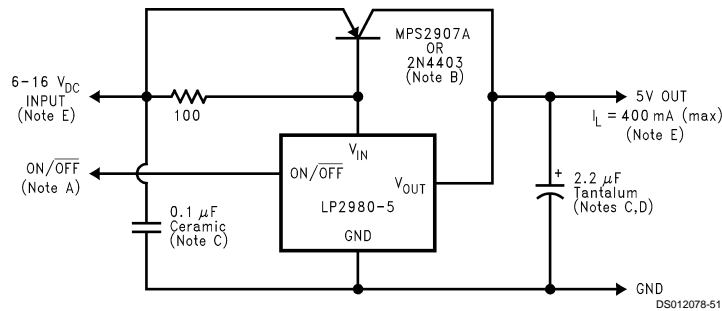 MPS2907A
OR
2N4403
(Note B)
6-16 V_DC
INPUT
(Note E)
100
5V OUT
I_L = 400 mA (max)
(Note E)
V_IN
ON/OFF
(Note A)
ON/OFF
V_OUT
LP2980-5
GND
0.1 μF
Ceramic
(Note C)
+
2.2 μF
Tantalum
(Notes C,D)
GND
DS012078-51